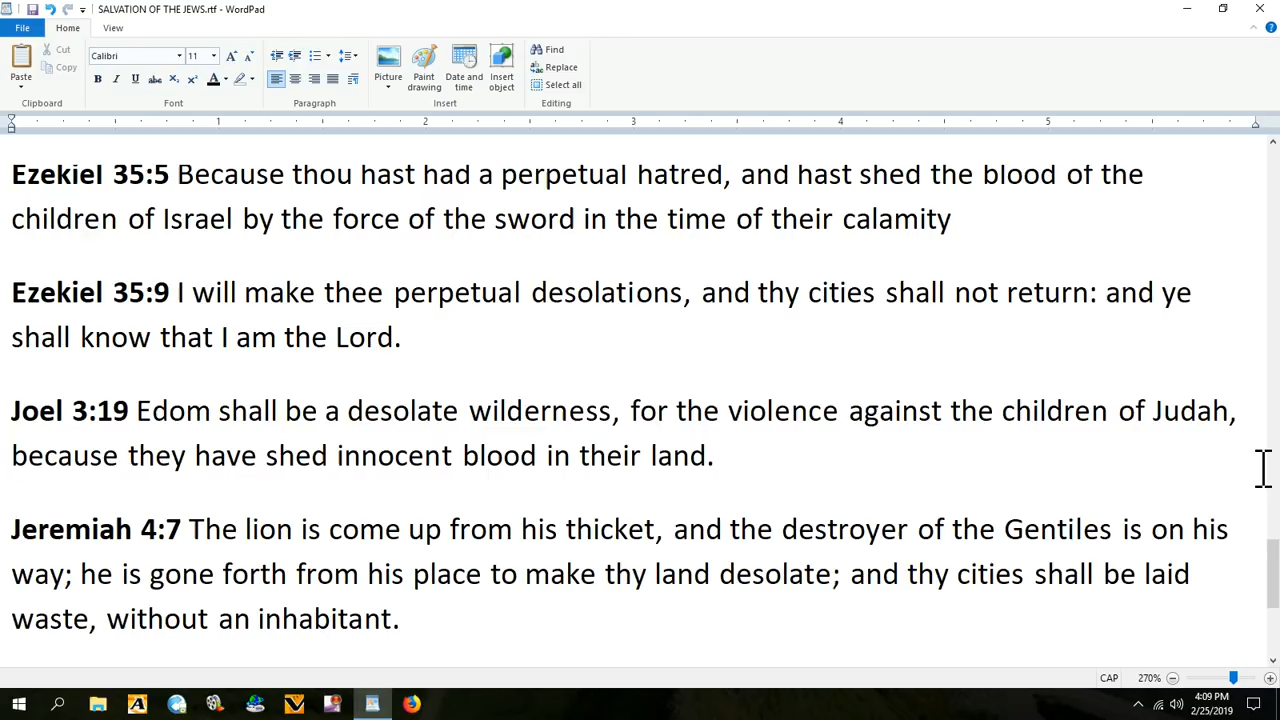 SALVATION OF THE JEWS.rtf - WordPad
File Home View
Paste
Cut
Copy
Clipboard
Calibri 11
B I U abc X₂ X² A
Font
Paragraph
Picture
Paint drawing
Date and time
Insert object
Insert
Find
Replace
Select all
Editing
1 2 3 4 5
Ezekiel 35:5 Because thou hast had a perpetual hatred, and hast shed the blood of the
children of Israel by the force of the sword in the time of their calamity
Ezekiel 35:9 I will make thee perpetual desolations, and thy cities shall not return: and ye
shall know that I am the Lord.
Joel 3:19 Edom shall be a desolate wilderness, for the violence against the children of Judah,
because they have shed innocent blood in their land.
Jeremiah 4:7 The lion is come up from his thicket, and the destroyer of the Gentiles is on his
way; he is gone forth from his place to make thy land desolate; and thy cities shall be laid
waste, without an inhabitant.
CAP 270%
4:09 PM
2/25/2019